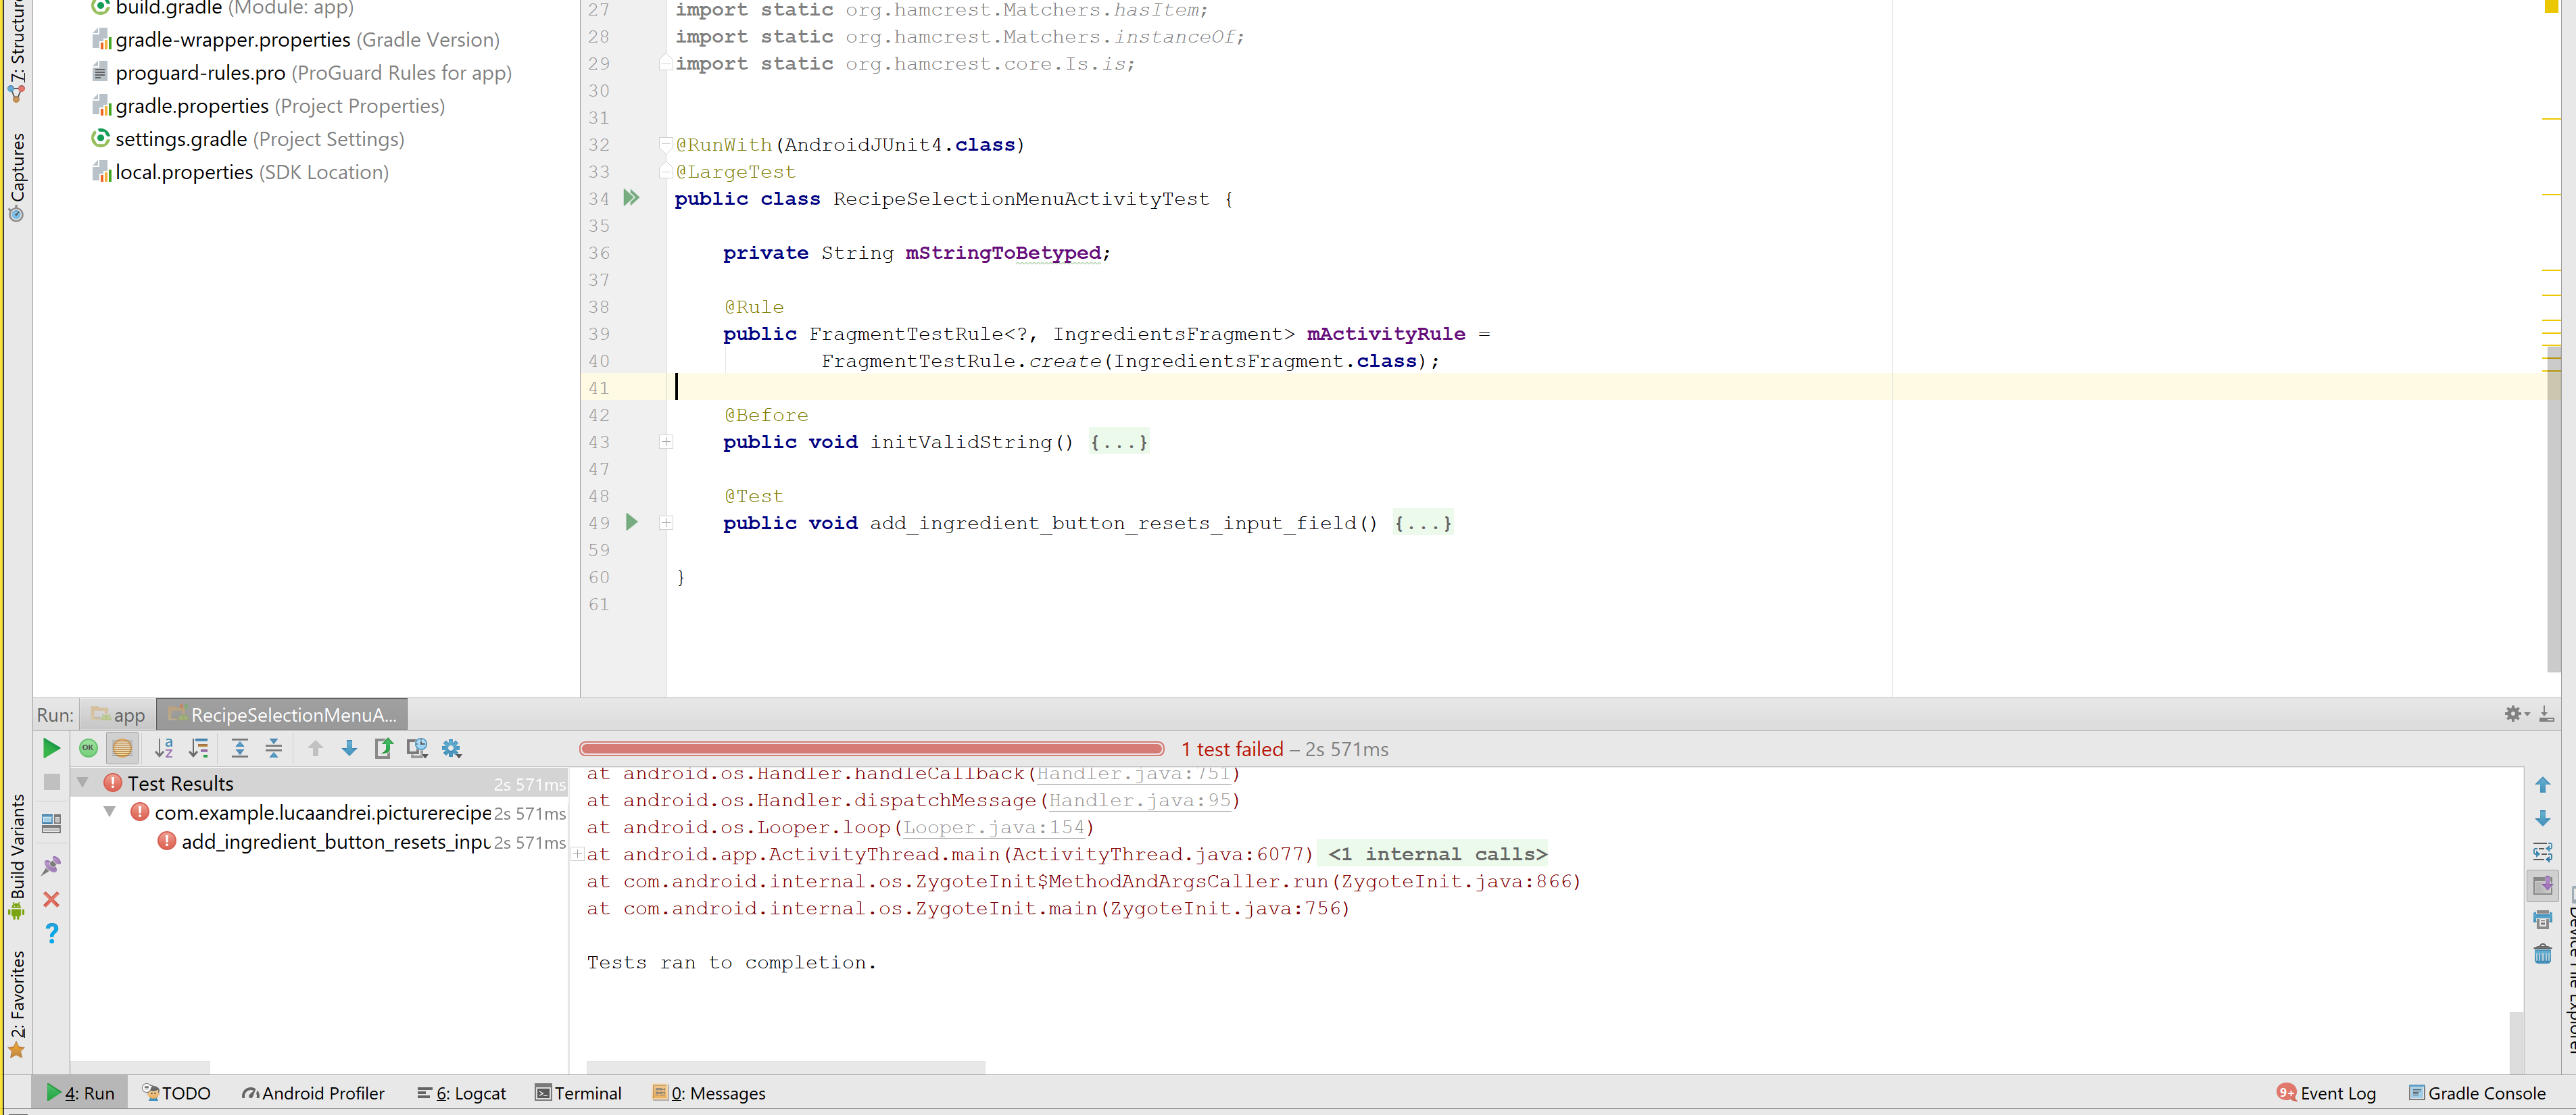 7: Structure
Captures
Build Variants
2: Favorites
build.gradle (Module: app)
gradle-wrapper.properties (Gradle Version)
proguard-rules.pro (ProGuard Rules for app)
gradle.properties (Project Properties)
settings.gradle (Project Settings)
local.properties (SDK Location)
27 import static org.hamcrest.Matchers.hasItem;
28 import static org.hamcrest.Matchers.instanceOf;
29 import static org.hamcrest.core.Is.is;
30
31
32 @RunWith(AndroidJUnit4.class)
33 @LargeTest
34 public class RecipeSelectionMenuActivityTest {
35
36 private String mStringToBetyped;
37
38 @Rule
39 public FragmentTestRule<?, IngredientsFragment> mActivityRule =
40 FragmentTestRule.create(IngredientsFragment.class);
41
42 @Before
43 public void initValidString() {...}
47
48 @Test
49 public void add_ingredient_button_resets_input_field() {...}
59
60 }
61
Run: app RecipeSelectionMenuA...
OK
1 test failed – 2s 571ms
Test Results 2s 571ms
com.example.lucaandrei.picturerecipe 2s 571ms
add_ingredient_button_resets_inpu 2s 571ms
at android.os.Handler.handleCallback(Handler.java:751)
at android.os.Handler.dispatchMessage(Handler.java:95)
at android.os.Looper.loop(Looper.java:154)
at android.app.ActivityThread.main(ActivityThread.java:6077) <1 internal calls>
at com.android.internal.os.ZygoteInit$MethodAndArgsCaller.run(ZygoteInit.java:866)
at com.android.internal.os.ZygoteInit.main(ZygoteInit.java:756)
Tests ran to completion.
Device File Explorer
4: Run TODO Android Profiler 6: Logcat Terminal 0: Messages 9+ Event Log Gradle Console